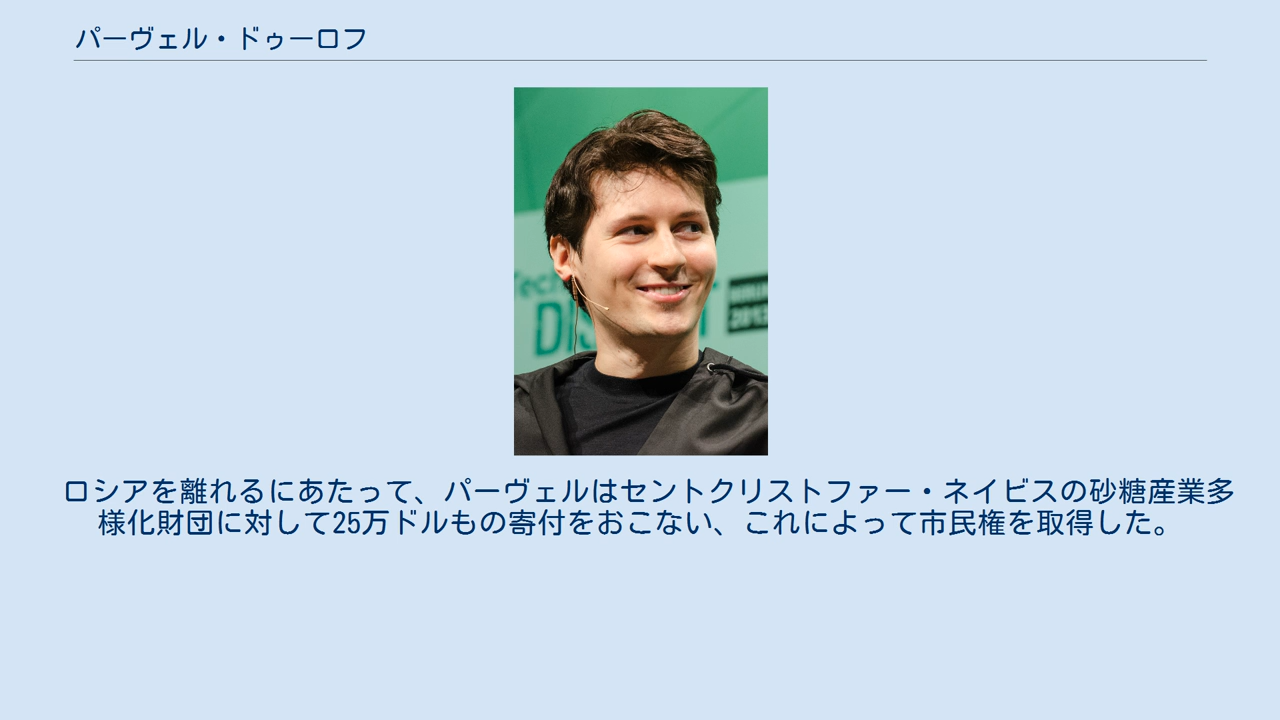 パーヴェル・ドゥーロフ
Tech
ロシアを離れるにあたって、パーヴェルはセントクリストファー・ネイビスの砂糖産業多
様化財団に対して25万ドルもの寄付をおこない、これによって市民権を取得した。